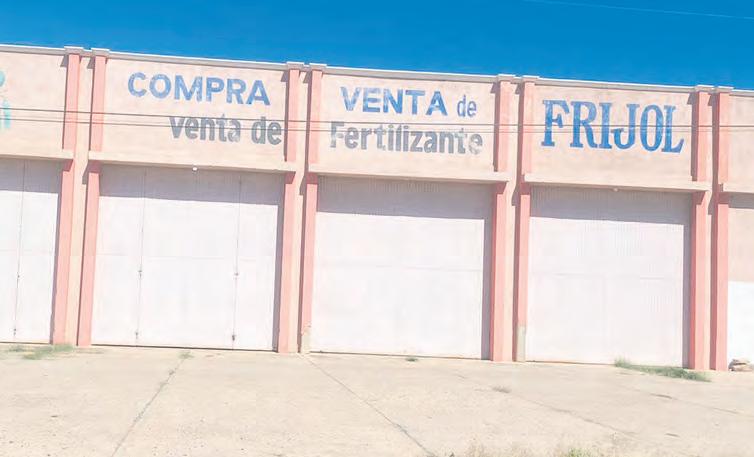 COMPRA VENTA de FRIJOL
venta de Fertilizante